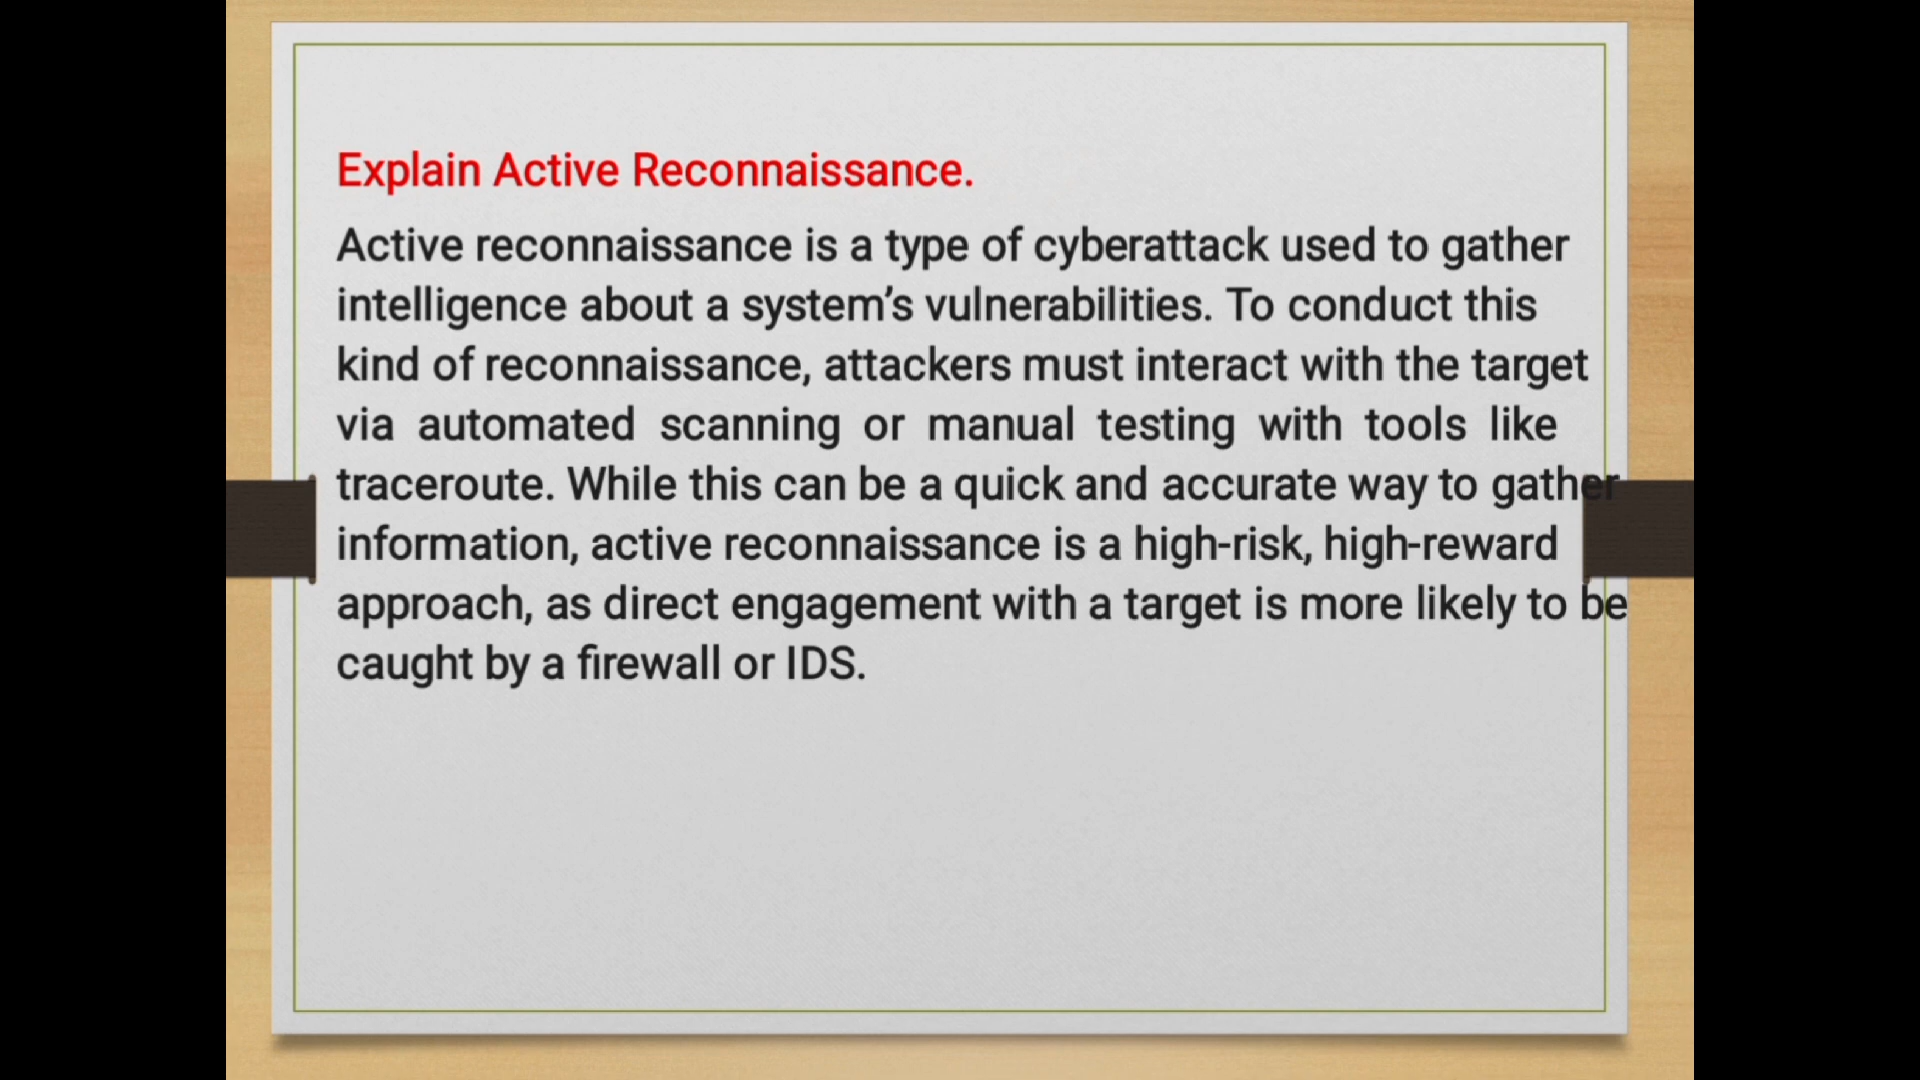 Explain Active Reconnaissance.
Active reconnaissance is a type of cyberattack used to gather
intelligence about a system’s vulnerabilities. To conduct this
kind of reconnaissance, attackers must interact with the target
via automated scanning or manual testing with tools like
traceroute. While this can be a quick and accurate way to gather
information, active reconnaissance is a high-risk, high-reward
approach, as direct engagement with a target is more likely to be
caught by a firewall or IDS.